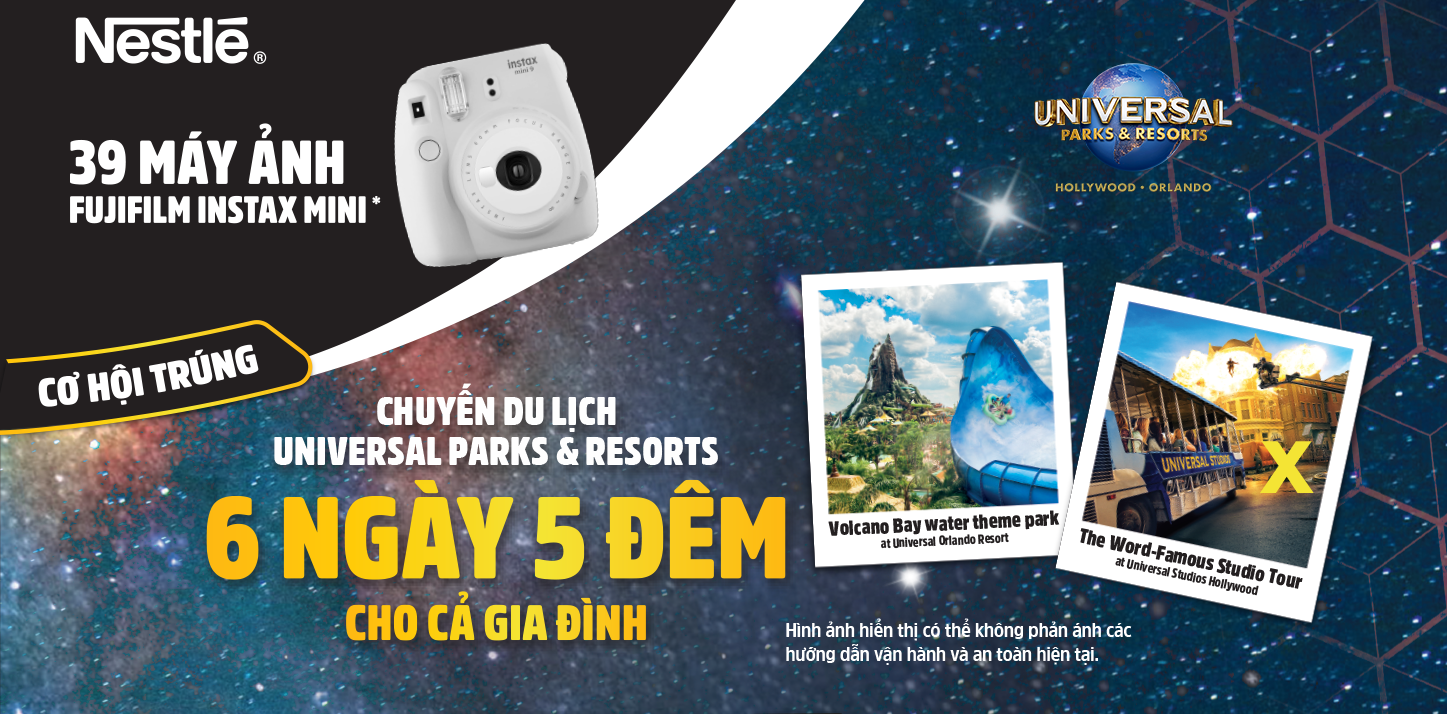 Nestlé®
39 MÁY ẢNH
FUJIFILM INSTAX MINI*
instax
mini 9
UNIVERSAL
PARKS & RESORTS
HOLLYWOOD • ORLANDO
CƠ HỘI TRÚNG
CHUYẾN DU LỊCH
UNIVERSAL PARKS & RESORTS
6 NGÀY 5 ĐÊM
CHO CẢ GIA ĐÌNH
Volcano Bay water theme park
at Universal Orlando Resort
UNIVERSAL STUDIOS
X
The Word-Famous Studio Tour
at Universal Studios Hollywood
Hình ảnh hiển thị có thể không phản ánh các
hướng dẫn vận hành và an toàn hiện tại.